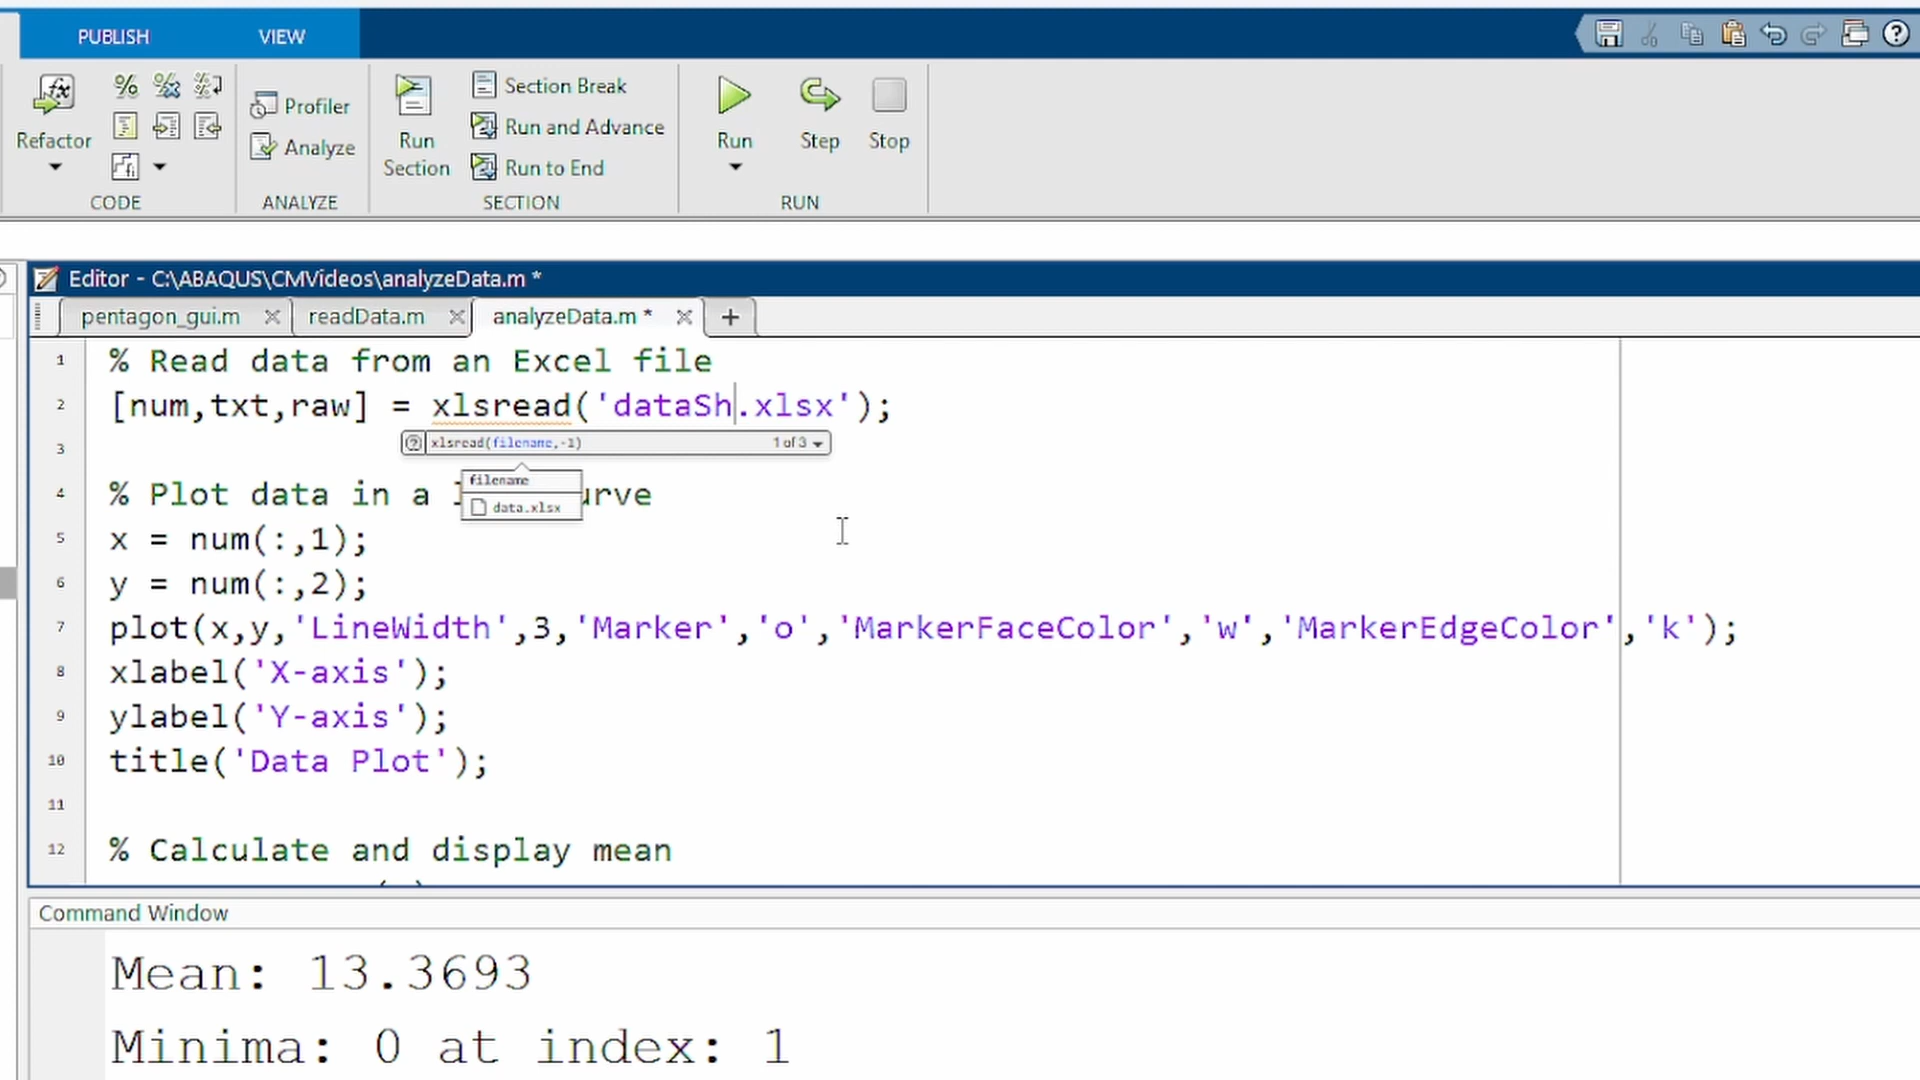 PUBLISH VIEW
Refactor
Profiler
Analyze
Run Section
Section Break
Run and Advance
Run to End
Run Step Stop
CODE ANALYZE SECTION RUN
Editor - C:\ABAQUS\CMVideos\analyzeData.m *
pentagon_gui.m readData.m analyzeData.m * +
1 % Read data from an Excel file
2 [num,txt,raw] = xlsread('dataSh.xlsx');
xlsread(filename,-1) 1 of 3
3
filename
4 % Plot data in a urve
data.xlsx
5 x = num(:,1);
6 y = num(:,2);
7 plot(x,y,'LineWidth',3,'Marker','o','MarkerFaceColor','w','MarkerEdgeColor','k');
8 xlabel('X-axis');
9 ylabel('Y-axis');
10 title('Data Plot');
11
12 % Calculate and display mean
Command Window
Mean: 13.3693
Minima: 0 at index: 1